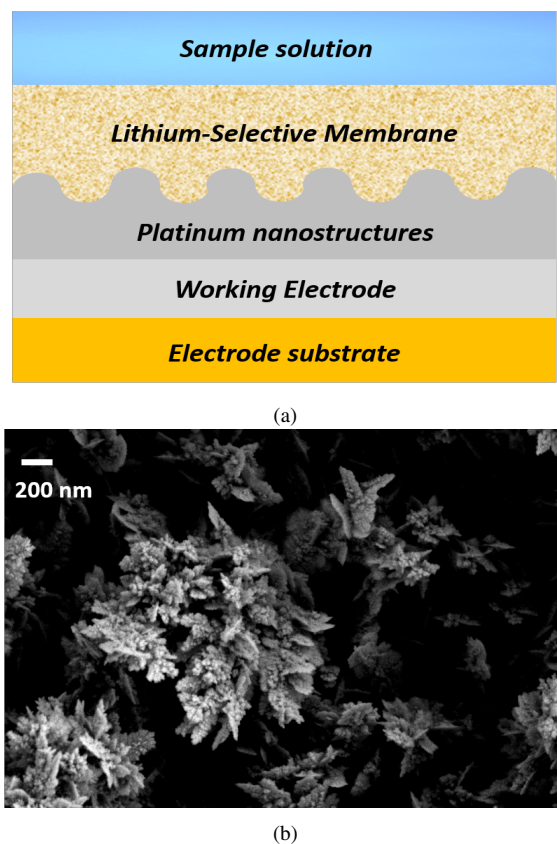 Sample solution
Lithium-Selective Membrane
Platinum nanostructures
Working Electrode
Electrode substrate
(a)
200 nm
(b)